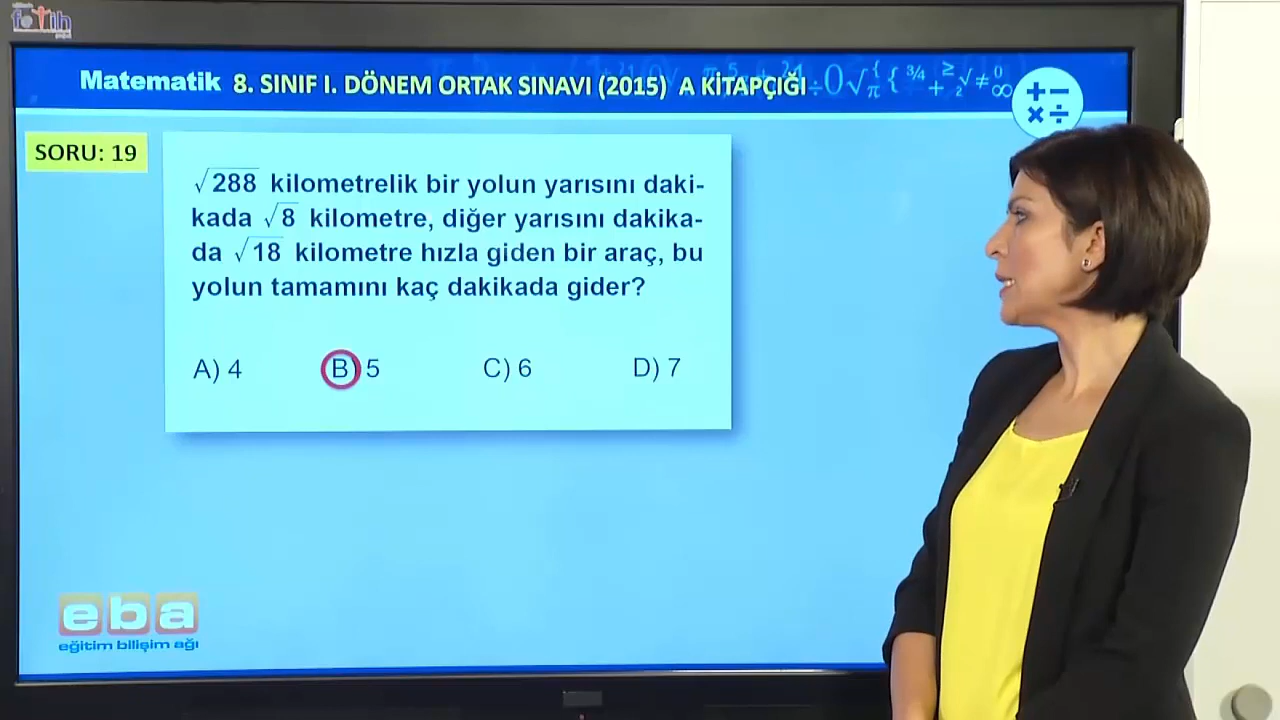 fatih
Matematik 8. SINIF I. DÖNEM ORTAK SINAVI (2015) A KİTAPÇIĞI
SORU: 19
√288 kilometrelik bir yolun yarısını daki-
kada √8 kilometre, diğer yarısını dakika-
da √18 kilometre hızla giden bir araç, bu
yolun tamamını kaç dakikada gider?
A) 4 B) 5 C) 6 D) 7
eba
eğitim bilişim ağı